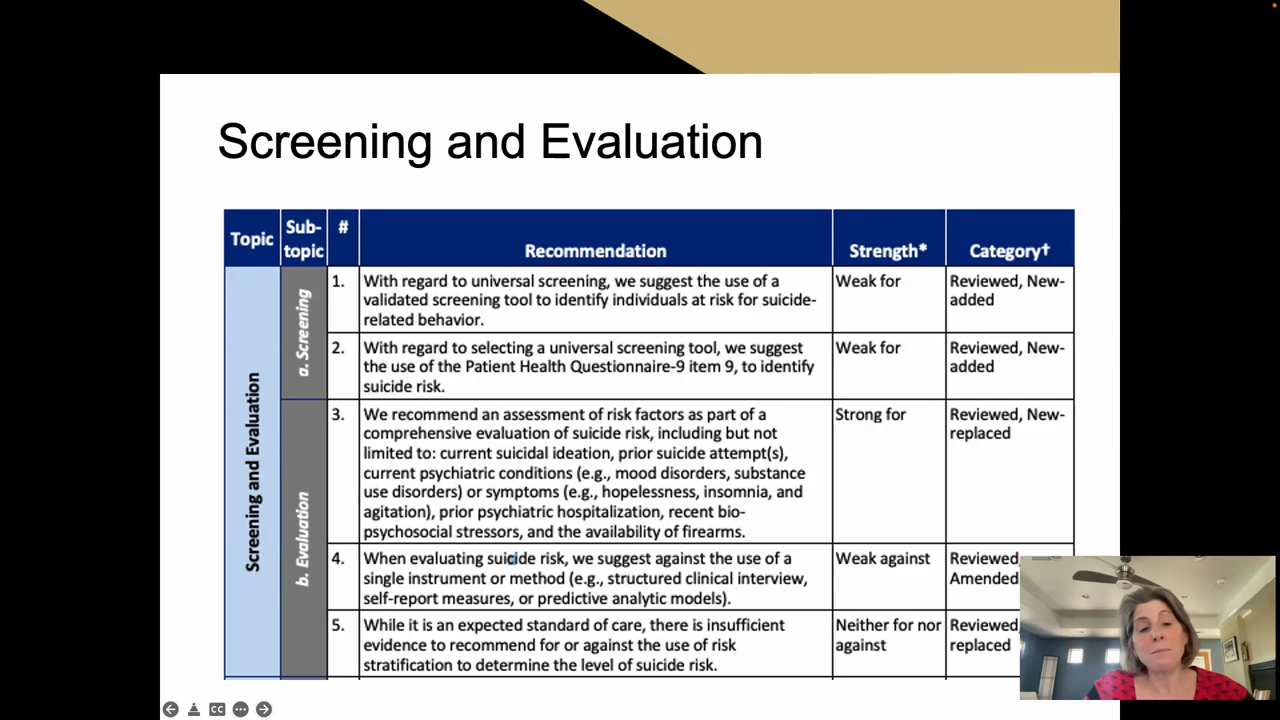 Screening and Evaluation
Topic
Sub-
topic
#
Recommendation
Strength*
Category†
Screening and Evaluation
a. Screening
1.
With regard to universal screening, we suggest the use of a
validated screening tool to identify individuals at risk for suicide-
related behavior.
Weak for
Reviewed, New-
added
2.
With regard to selecting a universal screening tool, we suggest
the use of the Patient Health Questionnaire-9 item 9, to identify
suicide risk.
Weak for
Reviewed, New-
added
b. Evaluation
3.
We recommend an assessment of risk factors as part of a
comprehensive evaluation of suicide risk, including but not
limited to: current suicidal ideation, prior suicide attempt(s),
current psychiatric conditions (e.g., mood disorders, substance
use disorders) or symptoms (e.g., hopelessness, insomnia, and
agitation), prior psychiatric hospitalization, recent bio-
psychosocial stressors, and the availability of firearms.
Strong for
Reviewed, New-
replaced
4.
When evaluating suicide risk, we suggest against the use of a
single instrument or method (e.g., structured clinical interview,
self-report measures, or predictive analytic models).
Weak against
Reviewed,
Amended
5.
While it is an expected standard of care, there is insufficient
evidence to recommend for or against the use of risk
stratification to determine the level of suicide risk.
Neither for nor
against
Reviewed,
replaced
CC